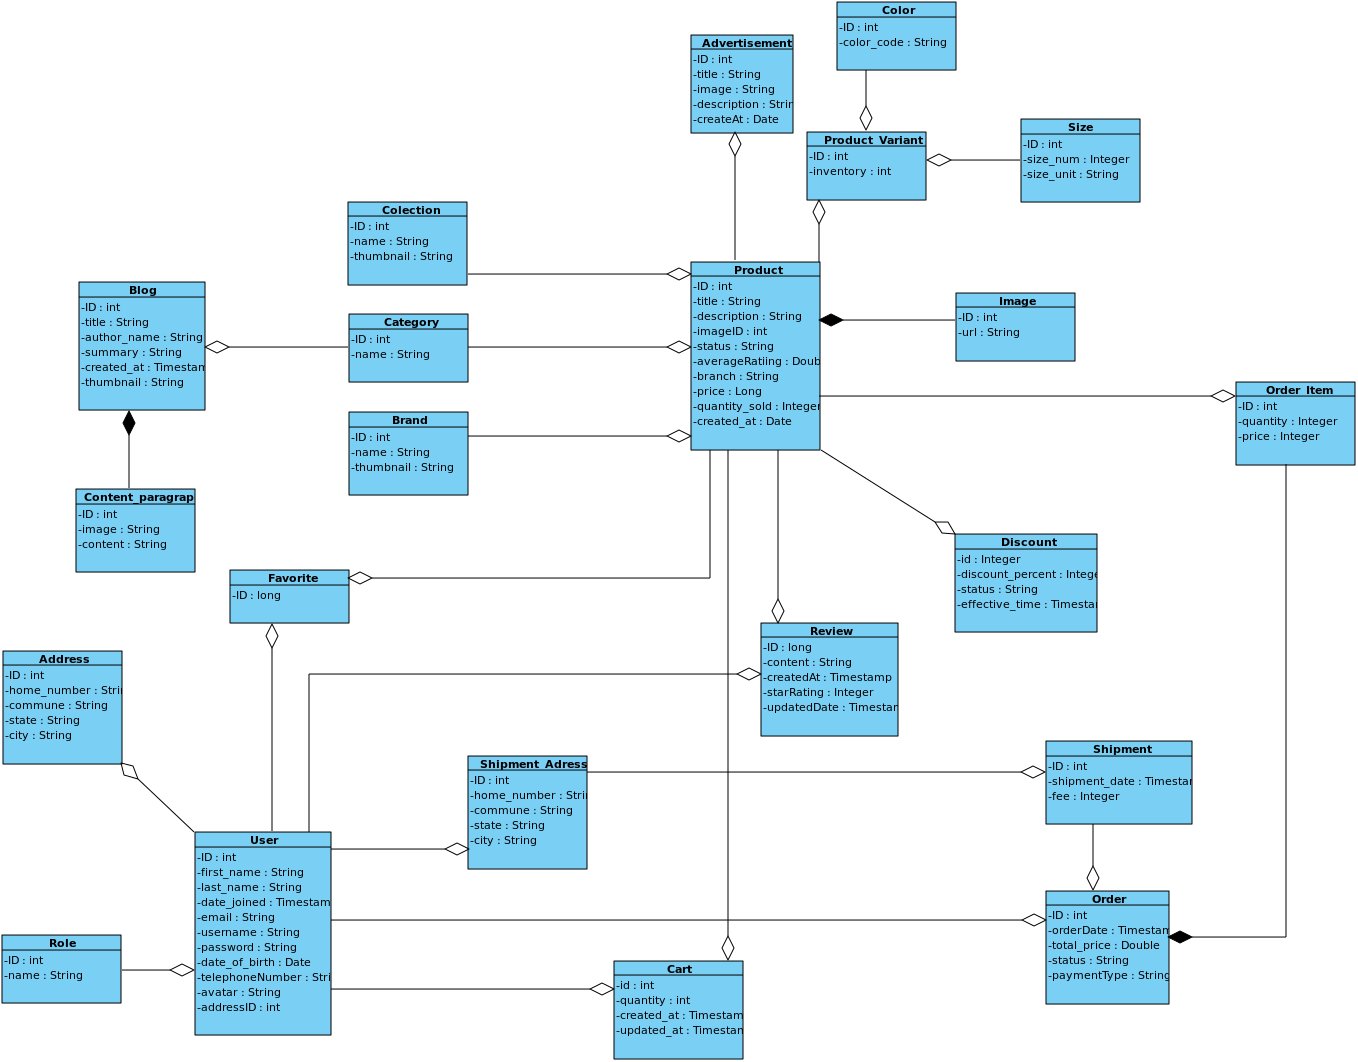 Color
-ID : int
-color_code : String
Advertisement
-ID : int
-title : String
-image : String
-description : Strin
-createAt : Date
Product_Variant
-ID : int
-inventory : int
Size
-ID : int
-size_num : Integer
-size_unit : String
Colection
-ID : int
-name : String
-thumbnail : String
Product
-ID : int
-title : String
-description : String
-imageID : int
-status : String
-averageRatiing : Doub
-branch : String
-price : Long
-quantity_sold : Integer
-created_at : Date
Blog
-ID : int
-title : String
-author_name : String
-summary : String
-created_at : Timestam
-thumbnail : String
Category
-ID : int
-name : String
Image
-ID : int
-url : String
Brand
-ID : int
-name : String
-thumbnail : String
Order_Item
-ID : int
-quantity : Integer
-price : Integer
Content_paragrap
-ID : int
-image : String
-content : String
Discount
-id : Integer
-discount_percent : Intege
-status : String
-effective_time : Timestam
Favorite
-ID : long
Review
-ID : long
-content : String
-createdAt : Timestamp
-starRating : Integer
-updatedDate : Timestam
Address
-ID : int
-home_number : Stri
-commune : String
-state : String
-city : String
Shipment_Adress
-ID : int
-home_number : Stri
-commune : String
-state : String
-city : String
Shipment
-ID : int
-shipment_date : Timestam
-fee : Integer
User
-ID : int
-first_name : String
-last_name : String
-date_joined : Timestam
-email : String
-username : String
-password : String
-date_of_birth : Date
-telephoneNumber : Stri
-avatar : String
-addressID : int
Order
-ID : int
-orderDate : Timestam
-total_price : Double
-status : String
-paymentType : String
Role
-ID : int
-name : String
Cart
-id : int
-quantity : int
-created_at : Timestam
-updated_at : Timestam